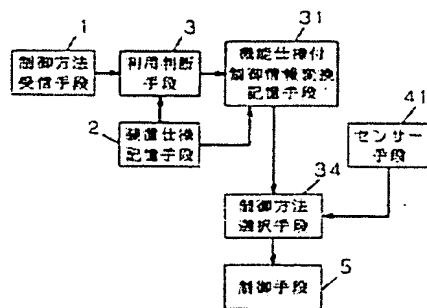 1
制御方法
受信手段
3
利用判断
手段
31
機能仕様付
制御情報変換
記憶手段
2
装置仕様
記憶手段
41
センサー
手段
34
制御方法
選択手段
制御手段
5